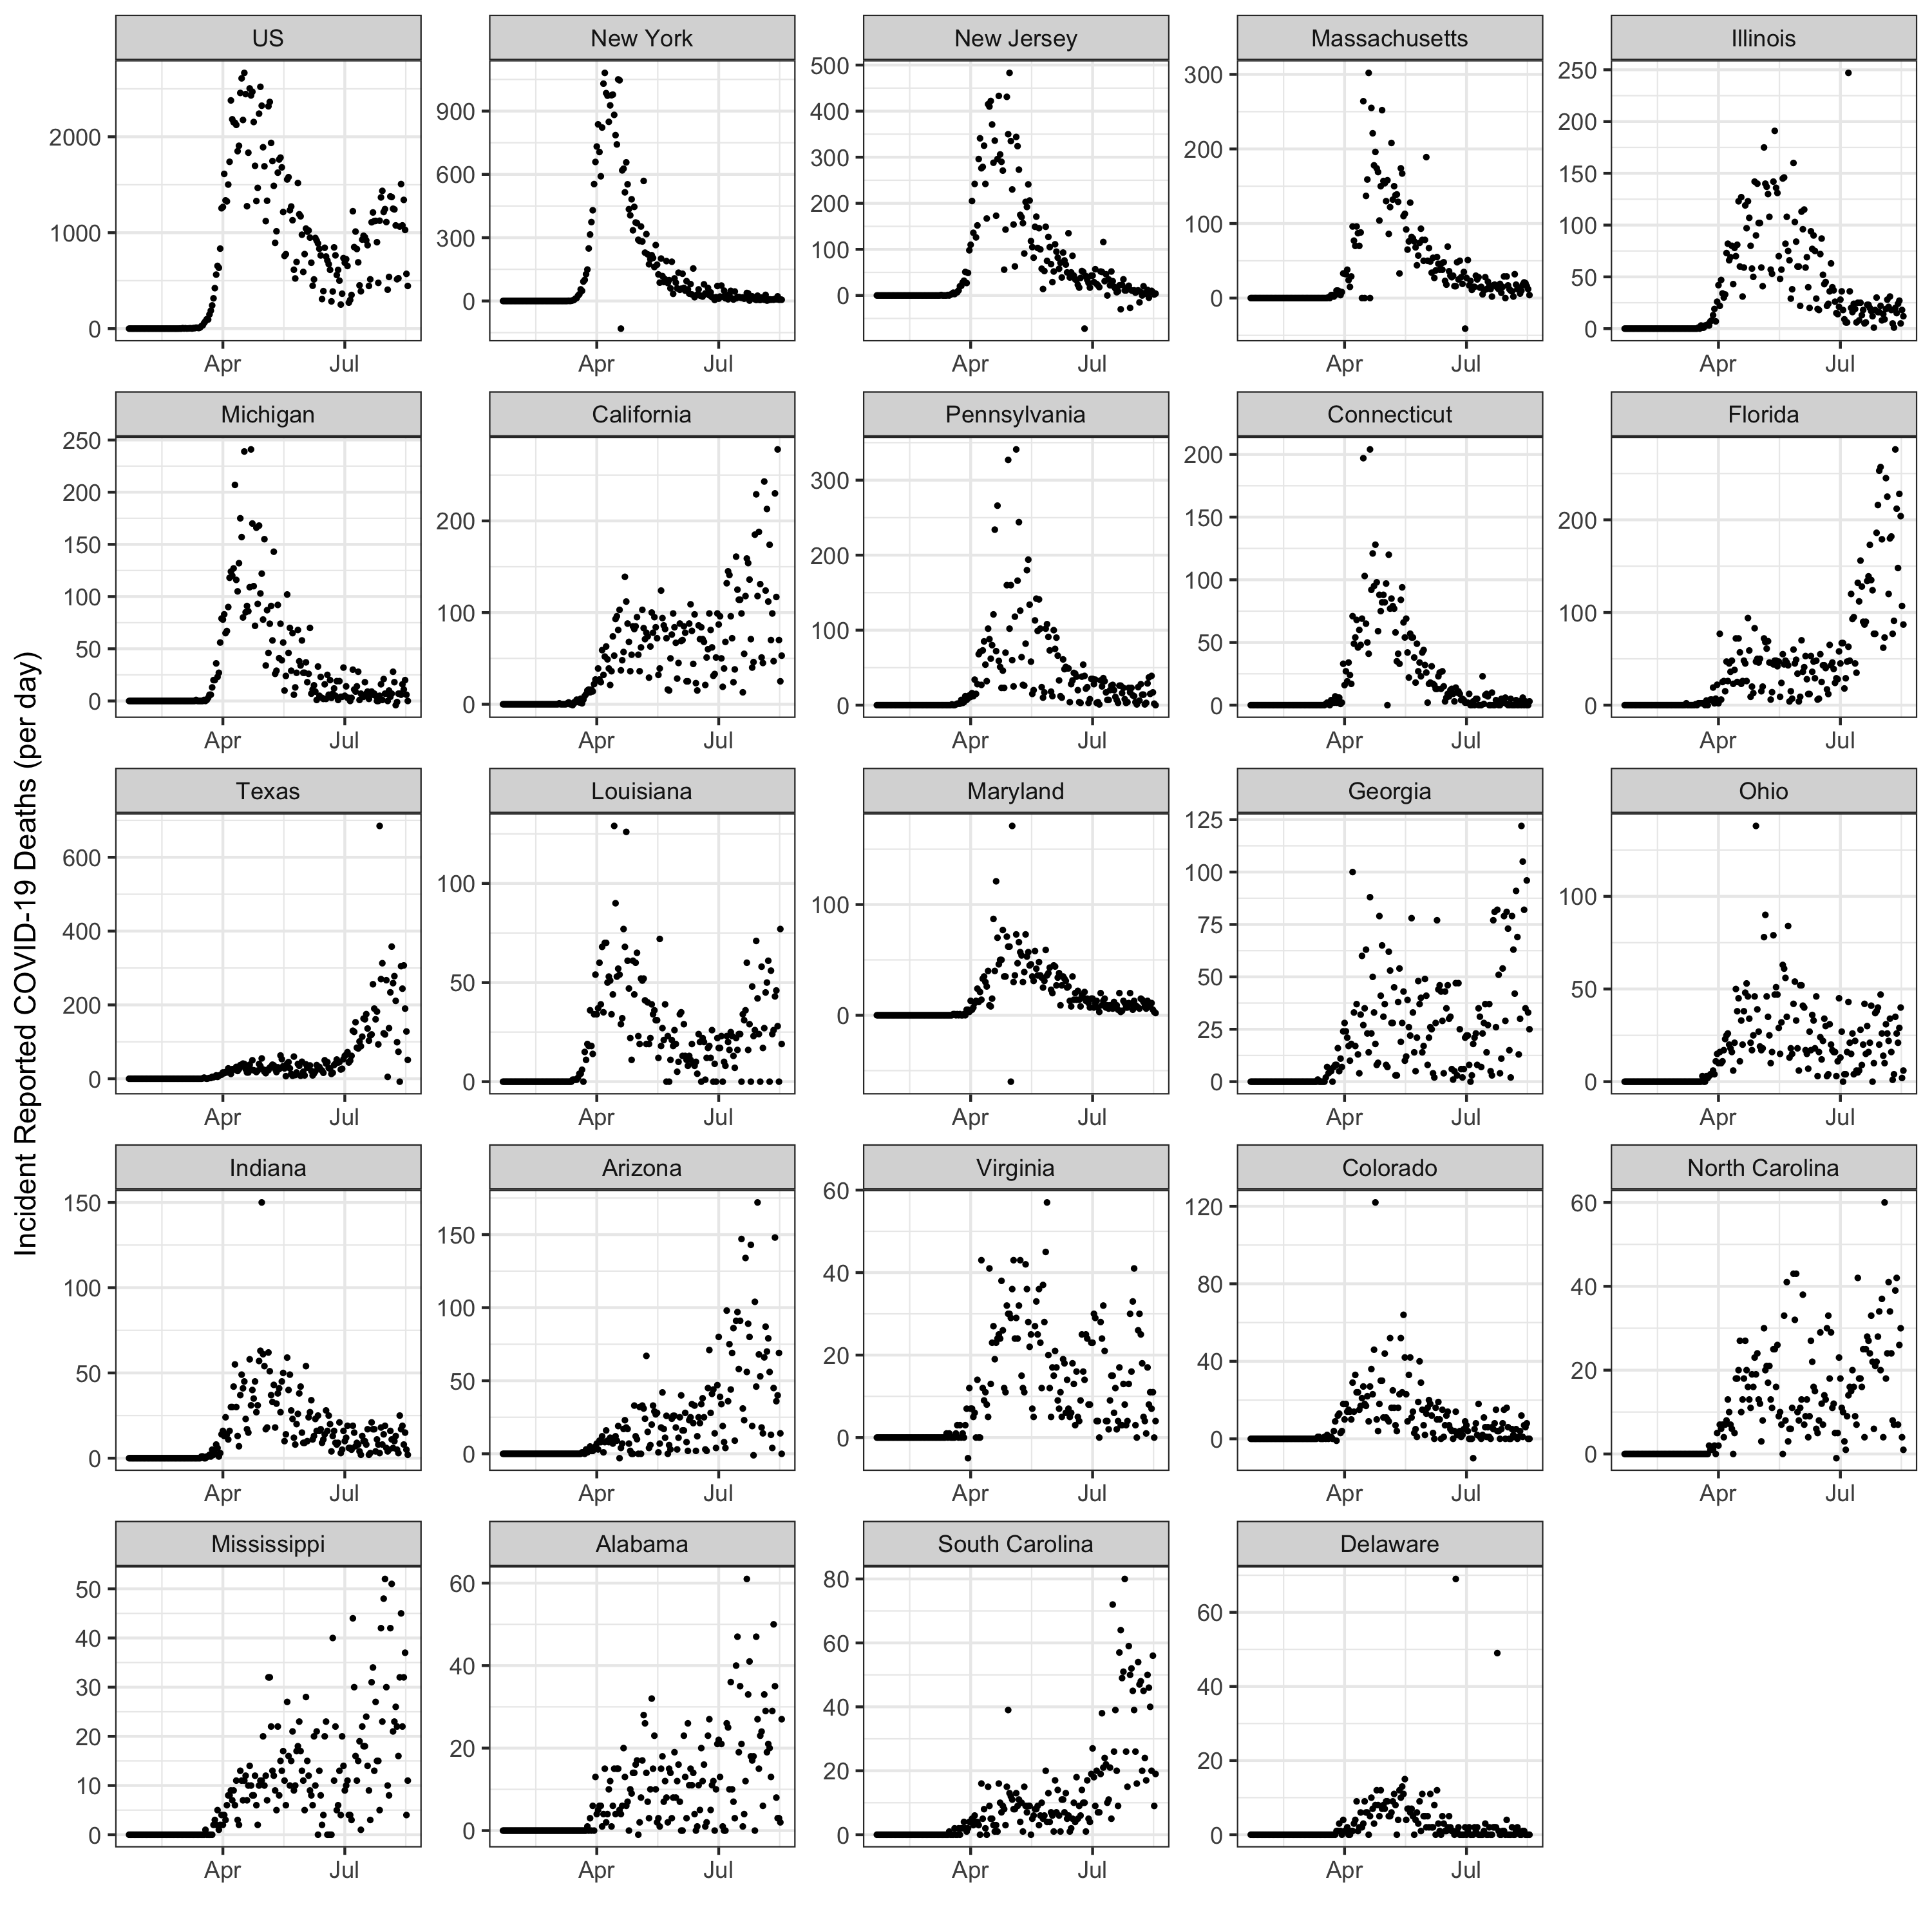 US New York New Jersey Massachusetts Illinois
0 1000 2000
0 300 600 900
0 100 200 300 400 500
0 100 200 300
0 50 100 150 200 250
Apr Jul Apr Jul Apr Jul Apr Jul Apr Jul
Michigan California Pennsylvania Connecticut Florida
0 50 100 150 200 250
0 100 200
0 100 200 300
0 50 100 150 200
0 100 200
Apr Jul Apr Jul Apr Jul Apr Jul Apr Jul
Incident Reported COVID-19 Deaths (per day)
Texas Louisiana Maryland Georgia Ohio
0 200 400 600
0 50 100
0 100
0 25 50 75 100 125
0 50 100
Apr Jul Apr Jul Apr Jul Apr Jul Apr Jul
Indiana Arizona Virginia Colorado North Carolina
0 50 100 150
0 50 100 150
0 20 40 60
0 40 80 120
0 20 40 60
Apr Jul Apr Jul Apr Jul Apr Jul Apr Jul
Mississippi Alabama South Carolina Delaware
0 10 20 30 40 50
0 20 40 60
0 20 40 60 80
0 20 40 60
Apr Jul Apr Jul Apr Jul Apr Jul